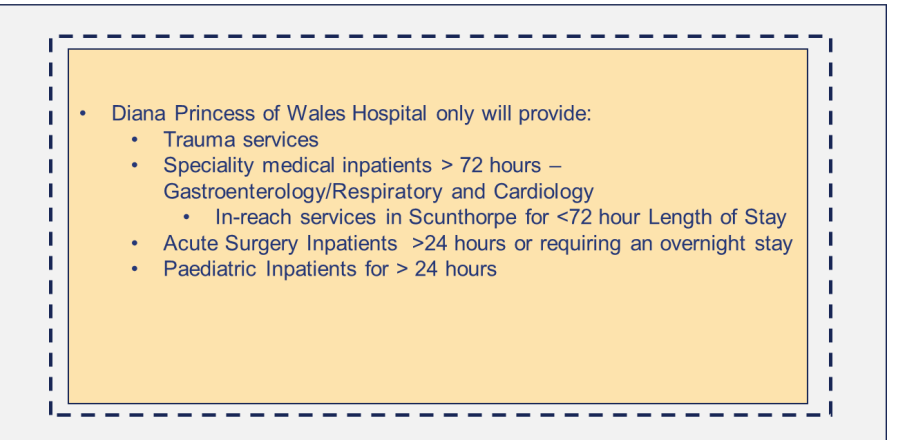 • Diana Princess of Wales Hospital only will provide:
• Trauma services
• Speciality medical inpatients > 72 hours –
Gastroenterology/Respiratory and Cardiology
• In-reach services in Scunthorpe for <72 hour Length of Stay
• Acute Surgery Inpatients >24 hours or requiring an overnight stay
• Paediatric Inpatients for > 24 hours